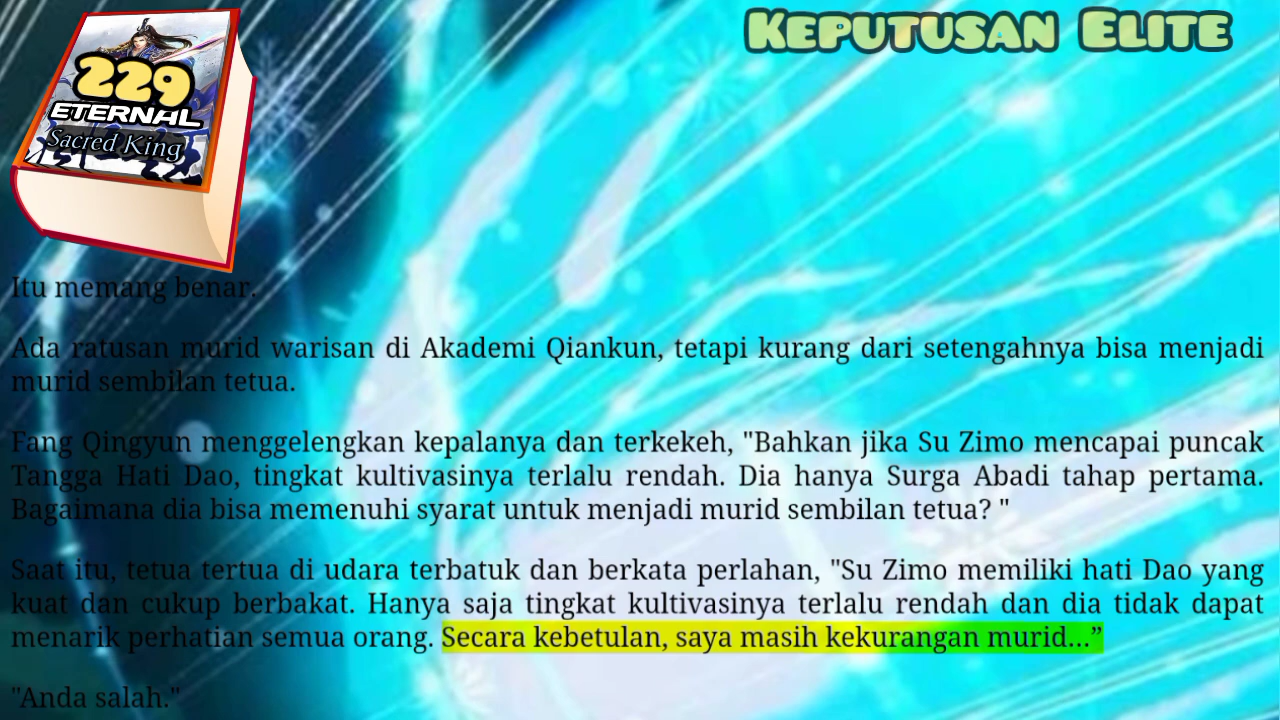 Keputusan Elite
229
ETERNAL
Sacred King
Itu memang benar.
Ada ratusan murid warisan di Akademi Qiankun, tetapi kurang dari setengahnya bisa menjadi
murid sembilan tetua.
Fang Qingyun menggelengkan kepalanya dan terkekeh, "Bahkan jika Su Zimo mencapai puncak
Tangga Hati Dao, tingkat kultivasinya terlalu rendah. Dia hanya Surga Abadi tahap pertama.
Bagaimana dia bisa memenuhi syarat untuk menjadi murid sembilan tetua? "
Saat itu, tetua tertua di udara terbatuk dan berkata perlahan, "Su Zimo memiliki hati Dao yang
kuat dan cukup berbakat. Hanya saja tingkat kultivasinya terlalu rendah dan dia tidak dapat
menarik perhatian semua orang. Secara kebetulan, saya masih kekurangan murid...”
"Anda salah."